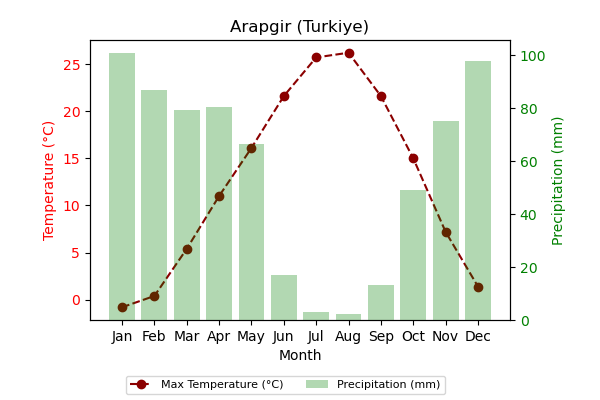 Arapgir (Turkiye)
Temperature (°C)
25
20
15
10
5
0
100
80
60
40
20
0
Precipitation (mm)
Jan Feb Mar Apr May Jun Jul Aug Sep Oct Nov Dec
Month
Max Temperature (°C) Precipitation (mm)